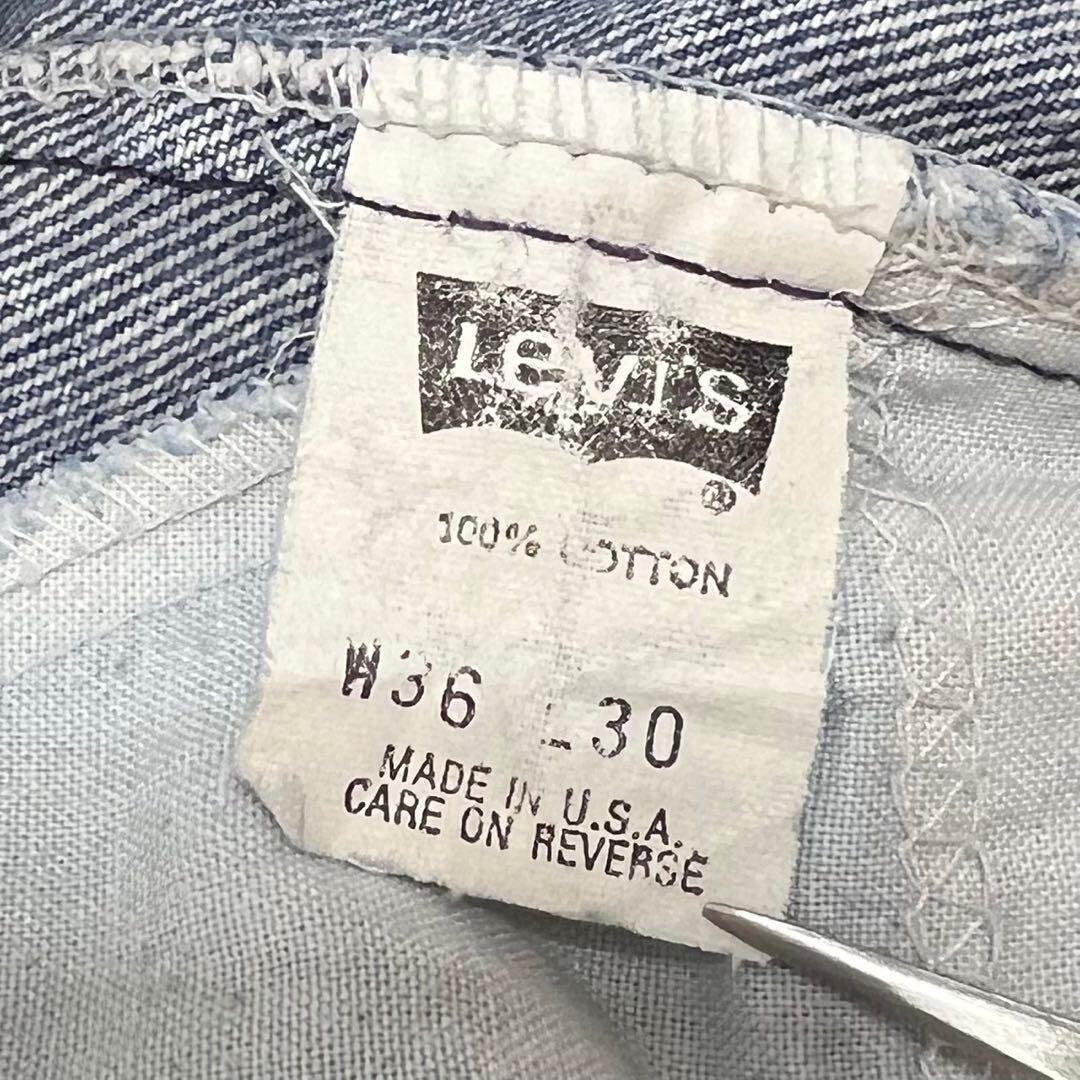 Levi's
®
100% COTTON
W36 L30
MADE IN U.S.A.
CARE ON REVERSE